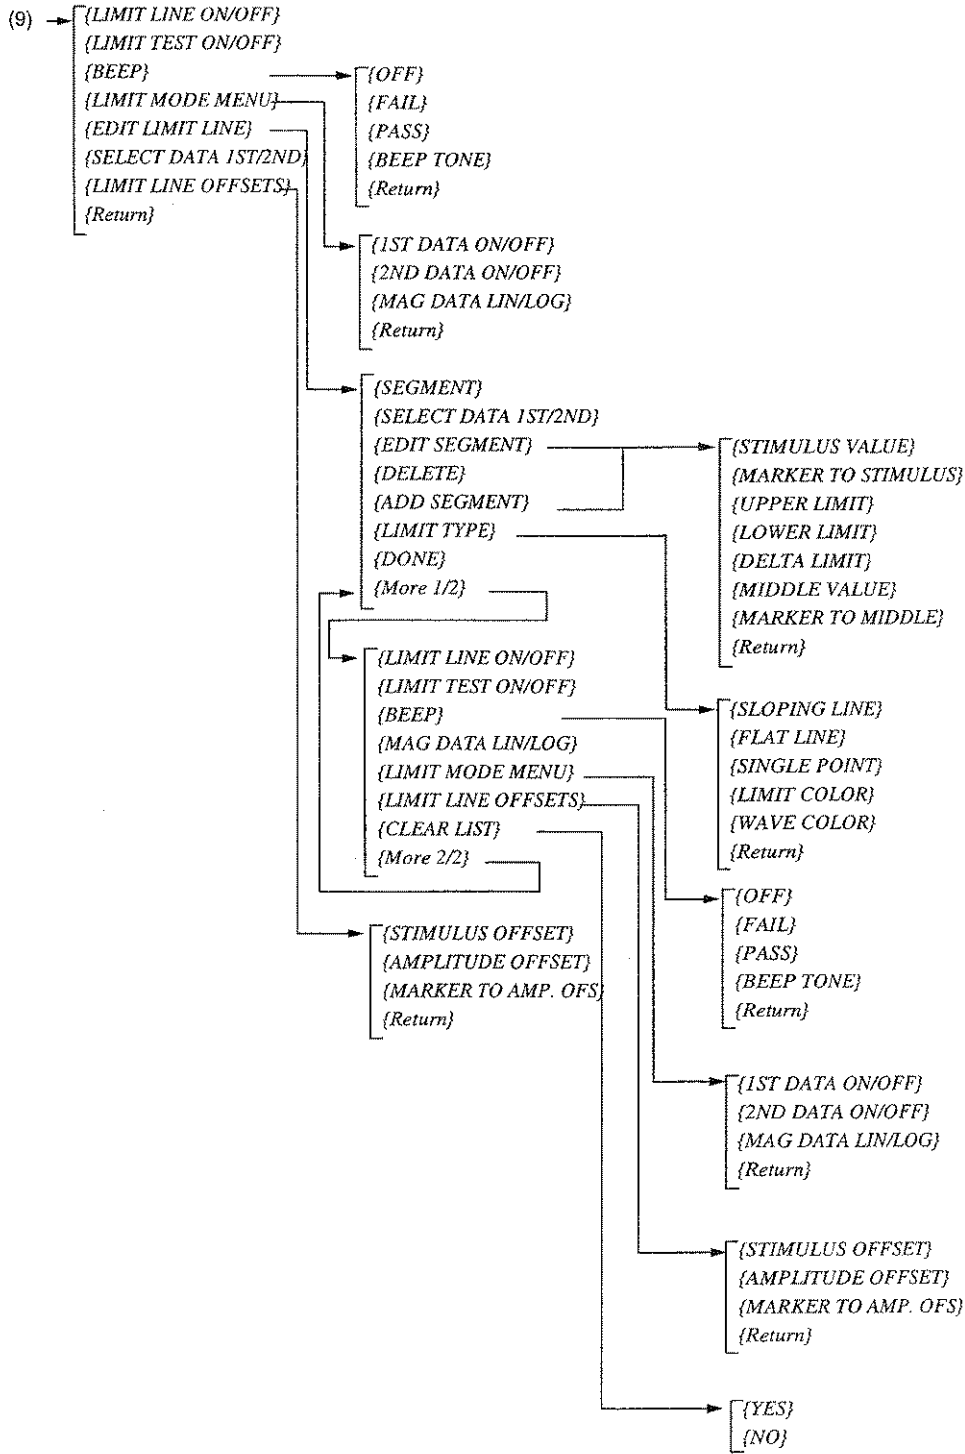 (9)
{LIMIT LINE ON/OFF}
{LIMIT TEST ON/OFF}
{BEEP}
{LIMIT MODE MENU}
{EDIT LIMIT LINE}
{SELECT DATA 1ST/2ND}
{LIMIT LINE OFFSETS}
{Return}
{OFF}
{FAIL}
{PASS}
{BEEP TONE}
{Return}
{1ST DATA ON/OFF}
{2ND DATA ON/OFF}
{MAG DATA LIN/LOG}
{Return}
{SEGMENT}
{SELECT DATA 1ST/2ND}
{EDIT SEGMENT}
{DELETE}
{ADD SEGMENT}
{LIMIT TYPE}
{DONE}
{More 1/2}
{STIMULUS VALUE}
{MARKER TO STIMULUS}
{UPPER LIMIT}
{LOWER LIMIT}
{DELTA LIMIT}
{MIDDLE VALUE}
{MARKER TO MIDDLE}
{Return}
{LIMIT LINE ON/OFF}
{LIMIT TEST ON/OFF}
{BEEP}
{MAG DATA LIN/LOG}
{LIMIT MODE MENU}
{LIMIT LINE OFFSETS}
{CLEAR LIST}
{More 2/2}
{SLOPING LINE}
{FLAT LINE}
{SINGLE POINT}
{LIMIT COLOR}
{WAVE COLOR}
{Return}
{OFF}
{FAIL}
{PASS}
{BEEP TONE}
{Return}
{STIMULUS OFFSET}
{AMPLITUDE OFFSET}
{MARKER TO AMP. OFS}
{Return}
{1ST DATA ON/OFF}
{2ND DATA ON/OFF}
{MAG DATA LIN/LOG}
{Return}
{STIMULUS OFFSET}
{AMPLITUDE OFFSET}
{MARKER TO AMP. OFS}
{Return}
{YES}
{NO}